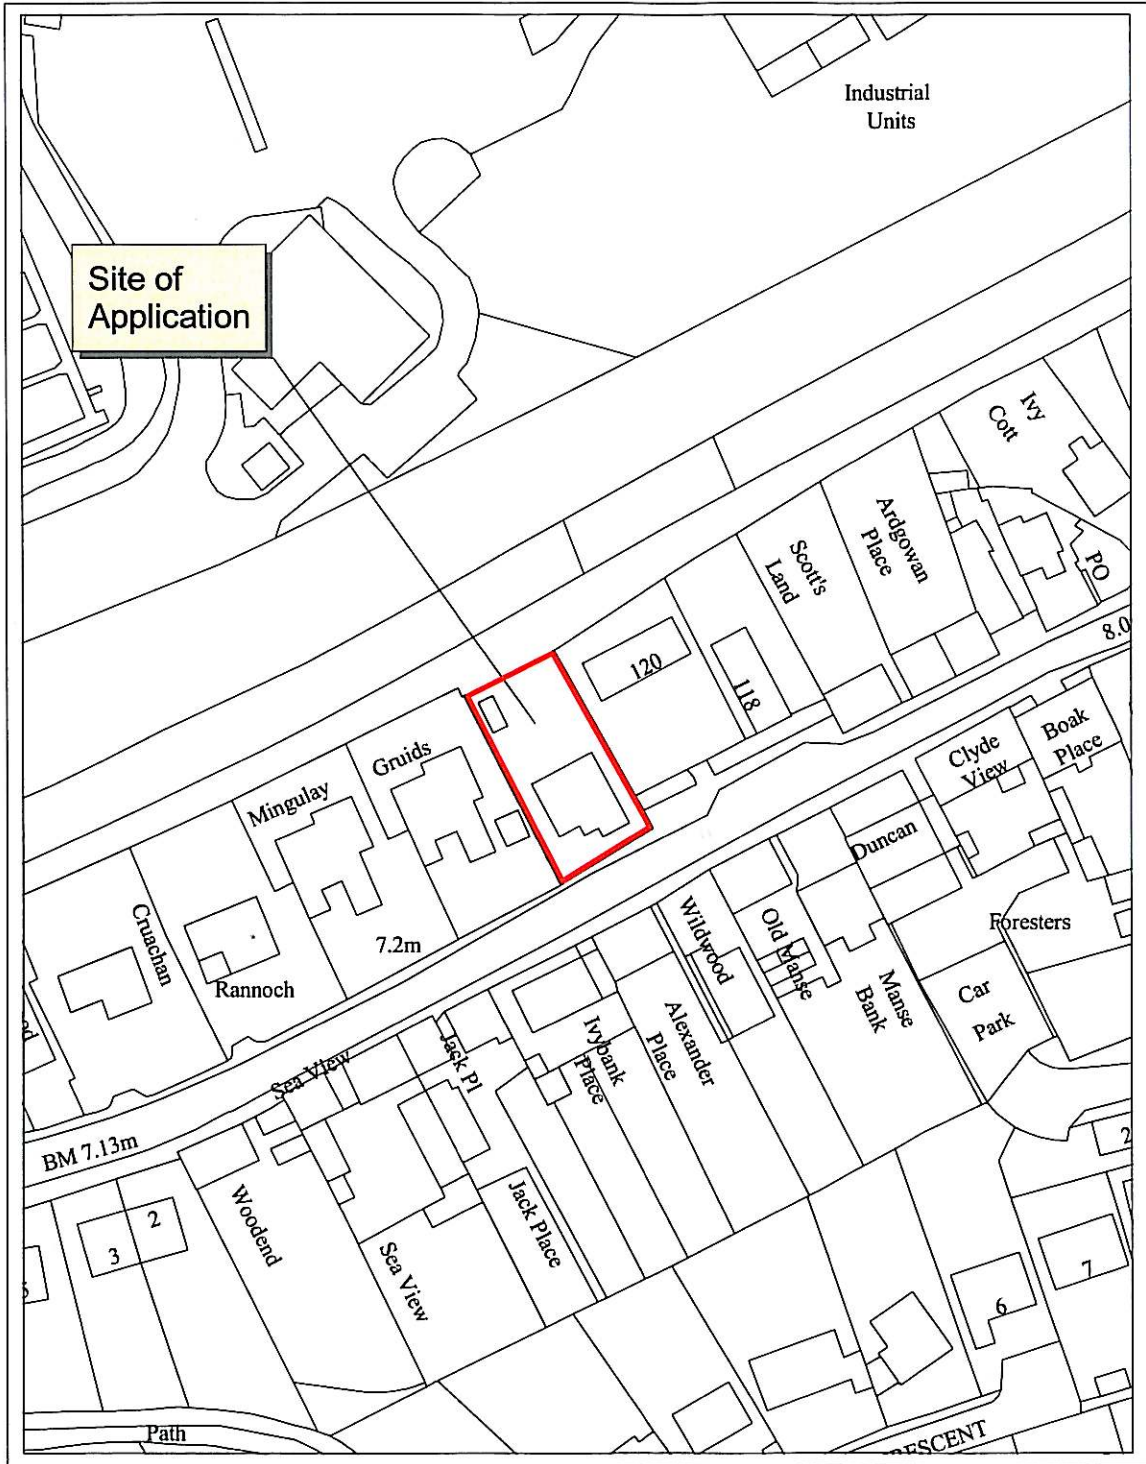 Industrial
Units
Site of
Application
Ivy
Cott
Ardgowan
Place
Scott's
Land
PO
8.0
120
118
Gruids
Mingulay
Boak
Place
Clyde
View
Duncan
Cruachan
Rannoch
7.2m
Wildwood
Old Manse
Foresters
Manse
Bank
Car
Park
Alexander
Place
Ivybank
Place
Jack Pl
Sea View
BM 7.13m
Woodend
2
3
Sea View
Jack Place
2
7
6
Path
RESCENT